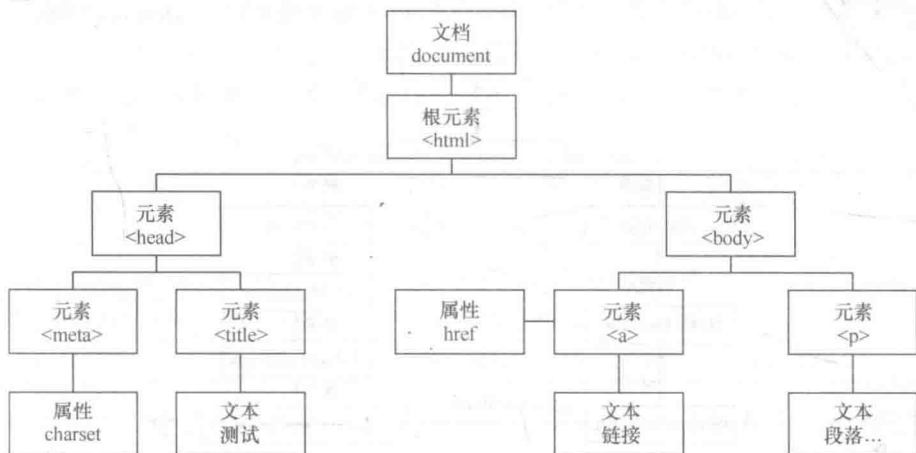 文档
document
根元素
<html>
元素
<head>
元素
<body>
元素
<meta>
元素
<title>
属性
href
元素
<a>
元素
<p>
属性
charset
文本
测试
文本
链接
文本
段落…